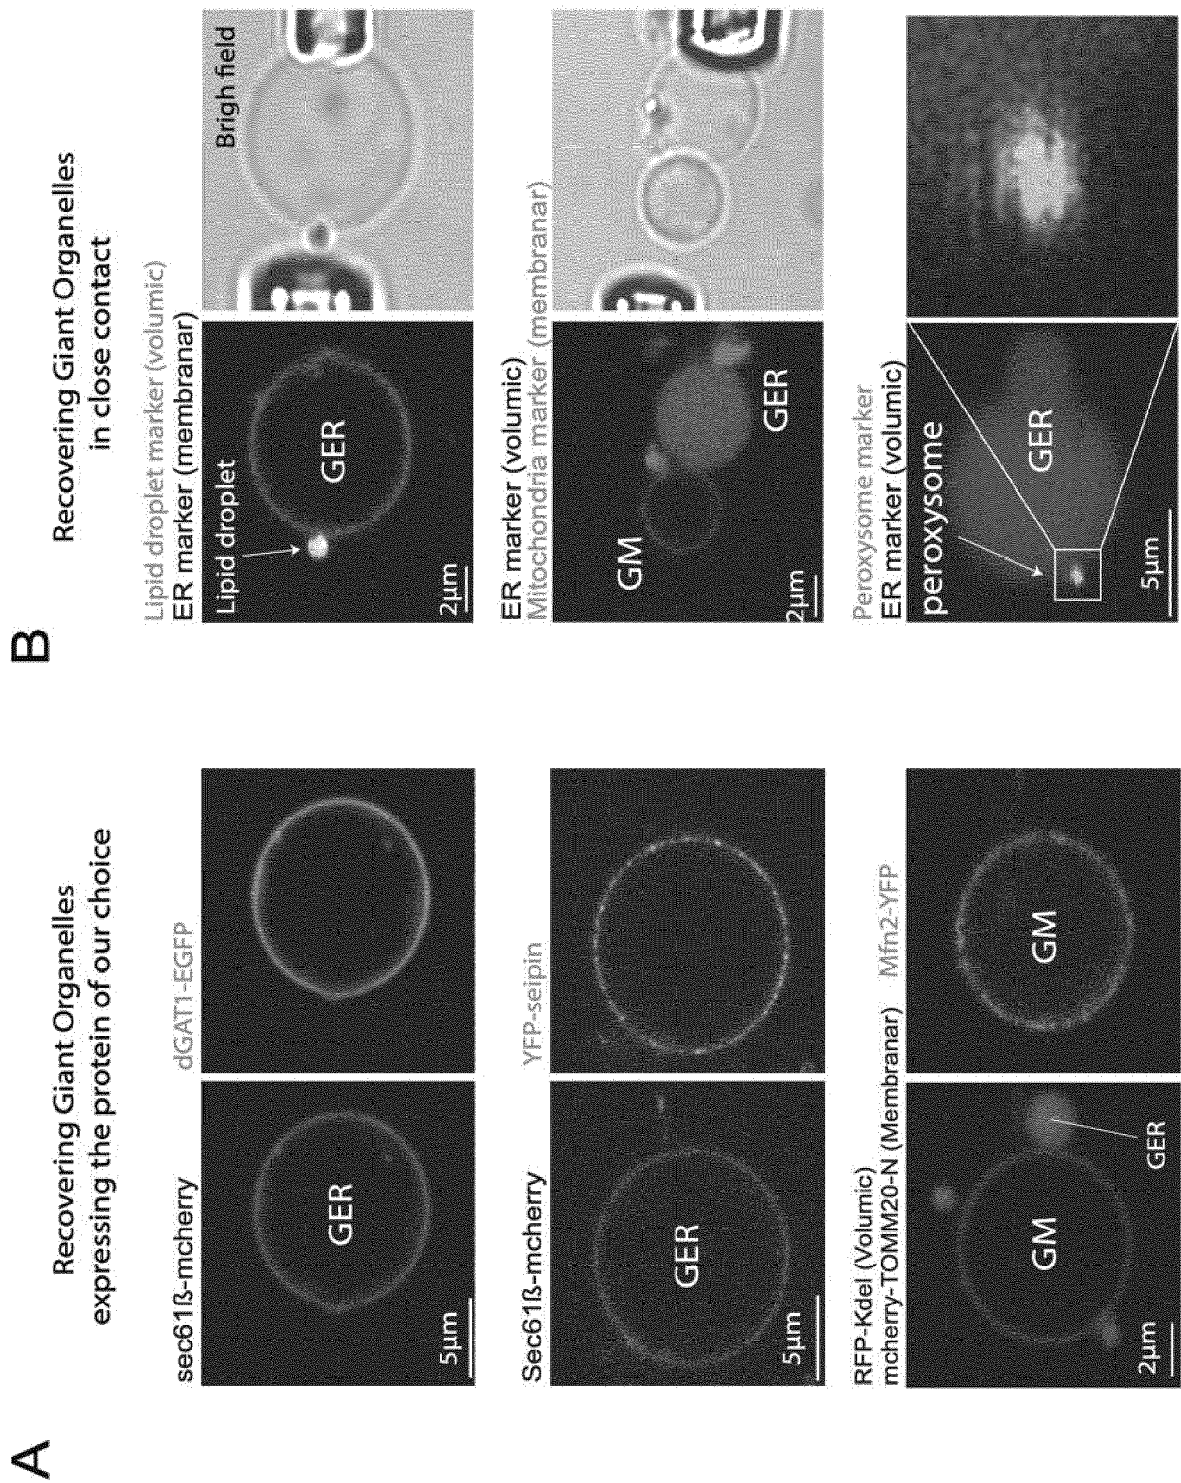 A
Recovering Giant Organelles
expressing the protein of our choice
sec61ß-mcherry
dGAT1-EGFP
GER
5µm
Sec61ß-mcherry
YFP-seipin
GER
5µm
RFP-Kdel (Volumic)
mcherry-TOMM20-N (Membranar)
Mfn2-YFP
GM
GER
2µm
GM
B
Recovering Giant Organelles
in close contact
Lipid droplet marker (volumic)
ER marker (membranar)
Lipid droplet
GER
2µm
Brigh field
ER marker (volumic)
Mitochondria marker (membranar)
GM
GER
2µm
Peroxysome marker
ER marker (volumic)
peroxysome
GER
5µm